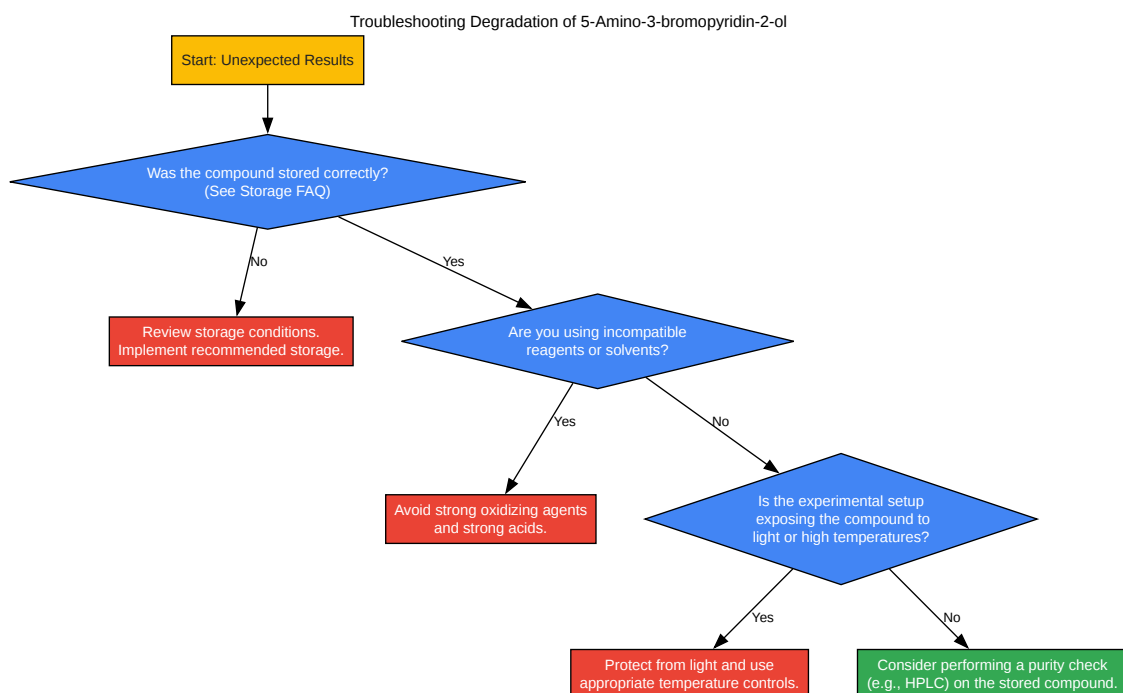 Troubleshooting Degradation of 5-Amino-3-bromopyridin-2-ol
Start: Unexpected Results
Was the compound stored correctly?
(See Storage FAQ)
No
Yes
Review storage conditions.
Implement recommended storage.
Are you using incompatible
reagents or solvents?
Yes
No
Avoid strong oxidizing agents
and strong acids.
Is the experimental setup
exposing the compound to
light or high temperatures?
Yes
No
Protect from light and use
appropriate temperature controls.
Consider performing a purity check
(e.g., HPLC) on the stored compound.